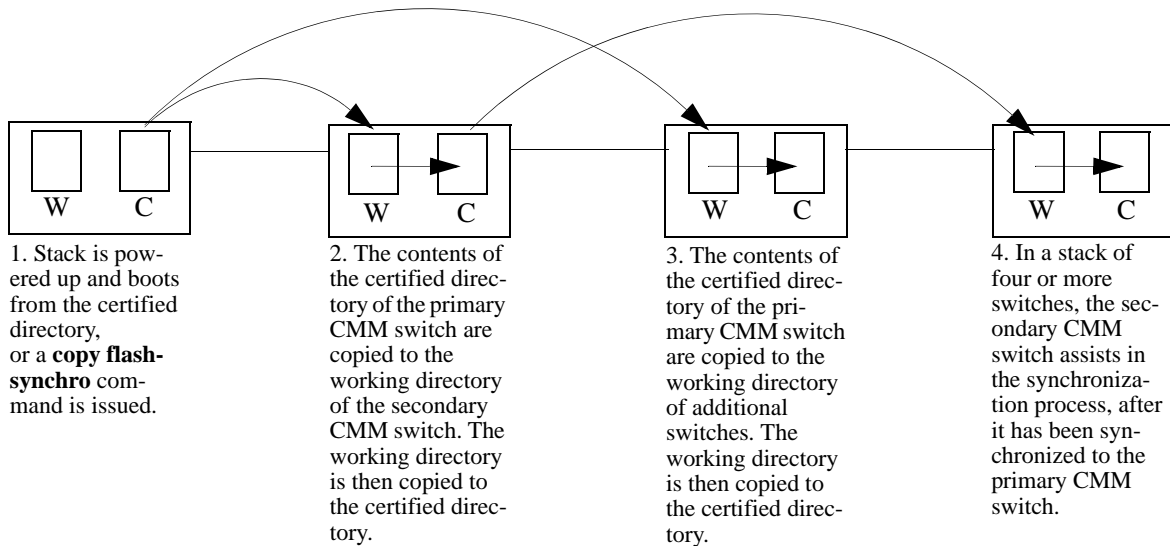 W C W C W C W C
1. Stack is pow-
ered up and boots
from the certified
directory,
or a copy flash-
synchro com-
mand is issued.
2. The contents of
the certified direc-
tory of the primary
CMM switch are
copied to the
working directory
of the secondary
CMM switch. The
working directory
is then copied to
the certified direc-
tory.
3. The contents of
the certified direc-
tory of the pri-
mary CMM switch
are copied to the
working directory
of additional
switches. The
working directory
is then copied to
the certified direc-
tory.
4. In a stack of
four or more
switches, the sec-
ondary CMM
switch assists in
the synchroniza-
tion process, after
it has been syn-
chronized to the
primary CMM
switch.